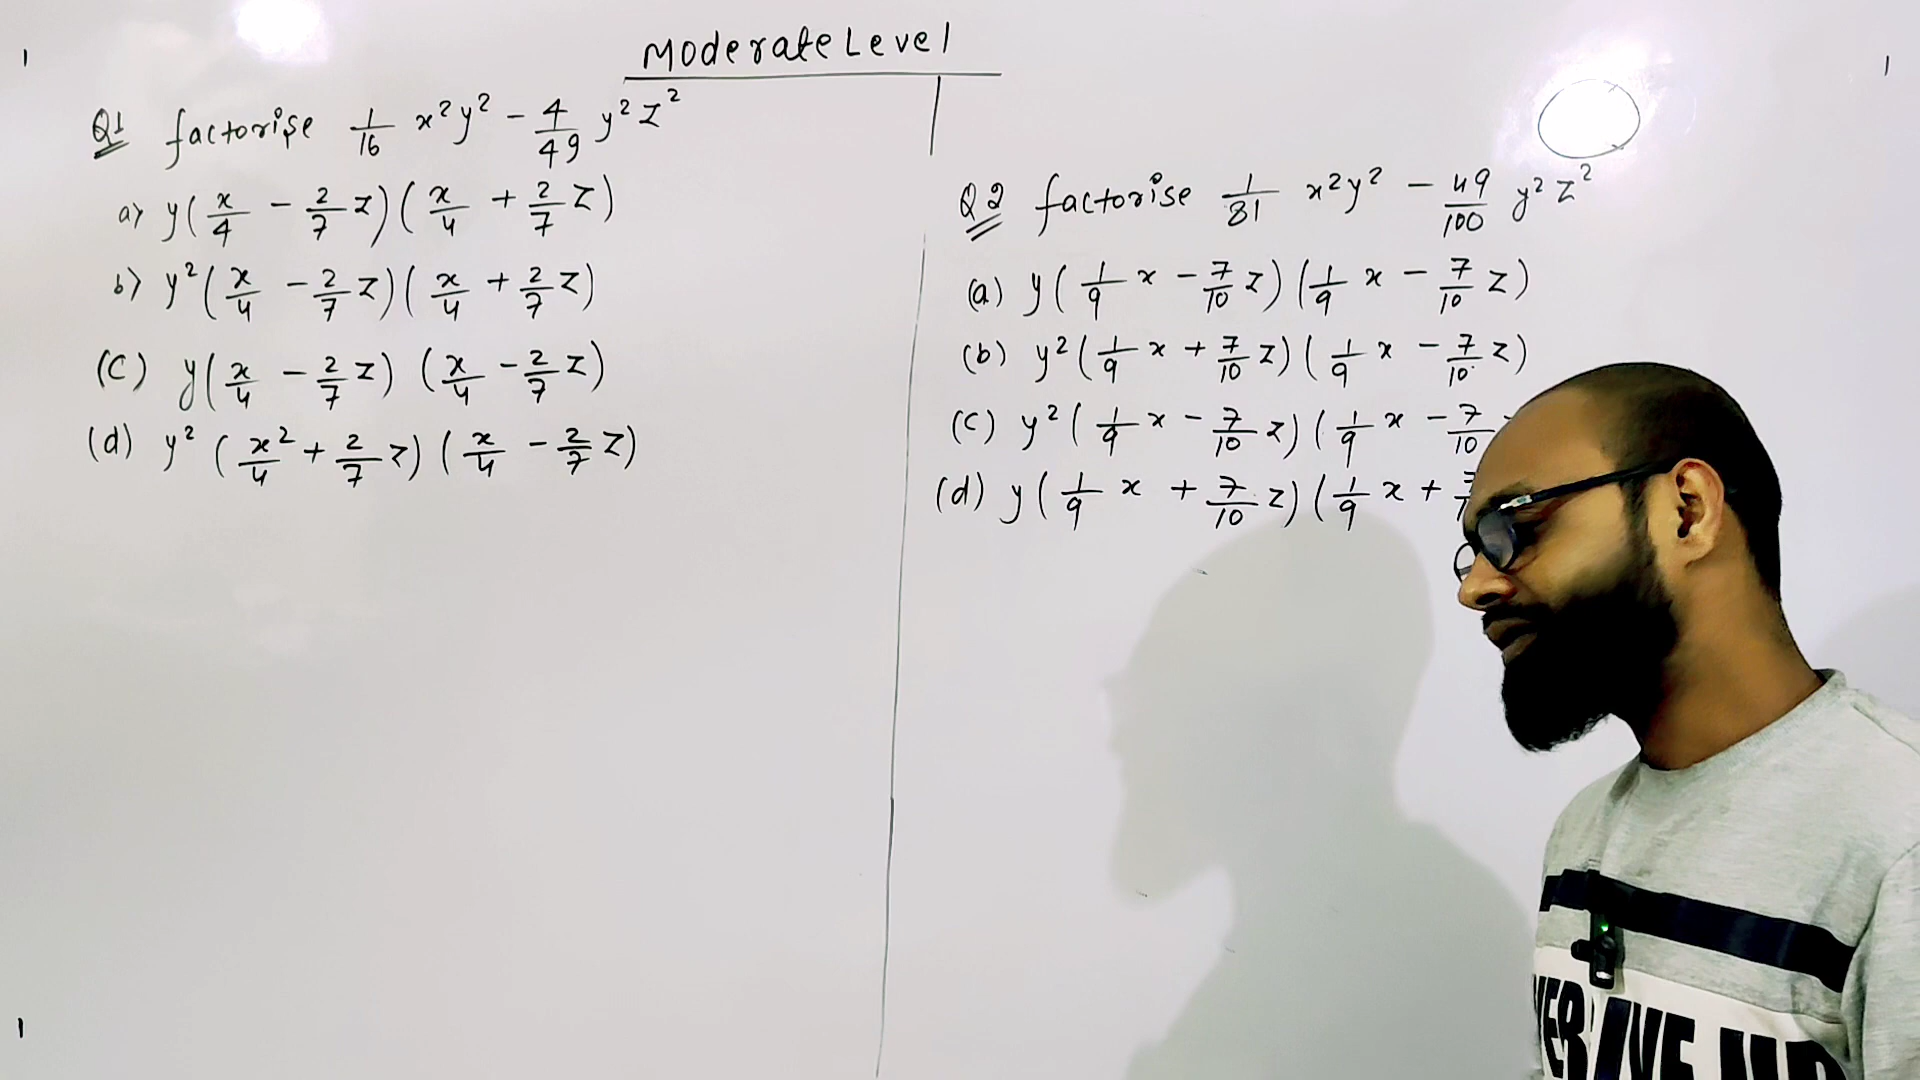 Moderate Level
Q1 factorise 1/16 x²y² - 4/49 y²z²
a) y(x/4 - 2/7 z)(x/4 + 2/7 z)
b) y²(x/4 - 2/7 z)(x/4 + 2/7 z)
(C) y(x/4 - 2/7 z) (x/4 - 2/7 z)
(d) y² (x²/4 + 2/7 z) (x/4 - 2/7 z)
Q2 factorise 1/81 x²y² - 49/100 y²z²
(a) y(1/9 x - 7/10 z)(1/9 x - 7/10 z)
(b) y²(1/9 x + 7/10 z)(1/9 x - 7/10 z)
(c) y²(1/9 x - 7/10 z)(1/9 x - 7/10
(d) y(1/9 x + 7/10 z)(1/9 x +